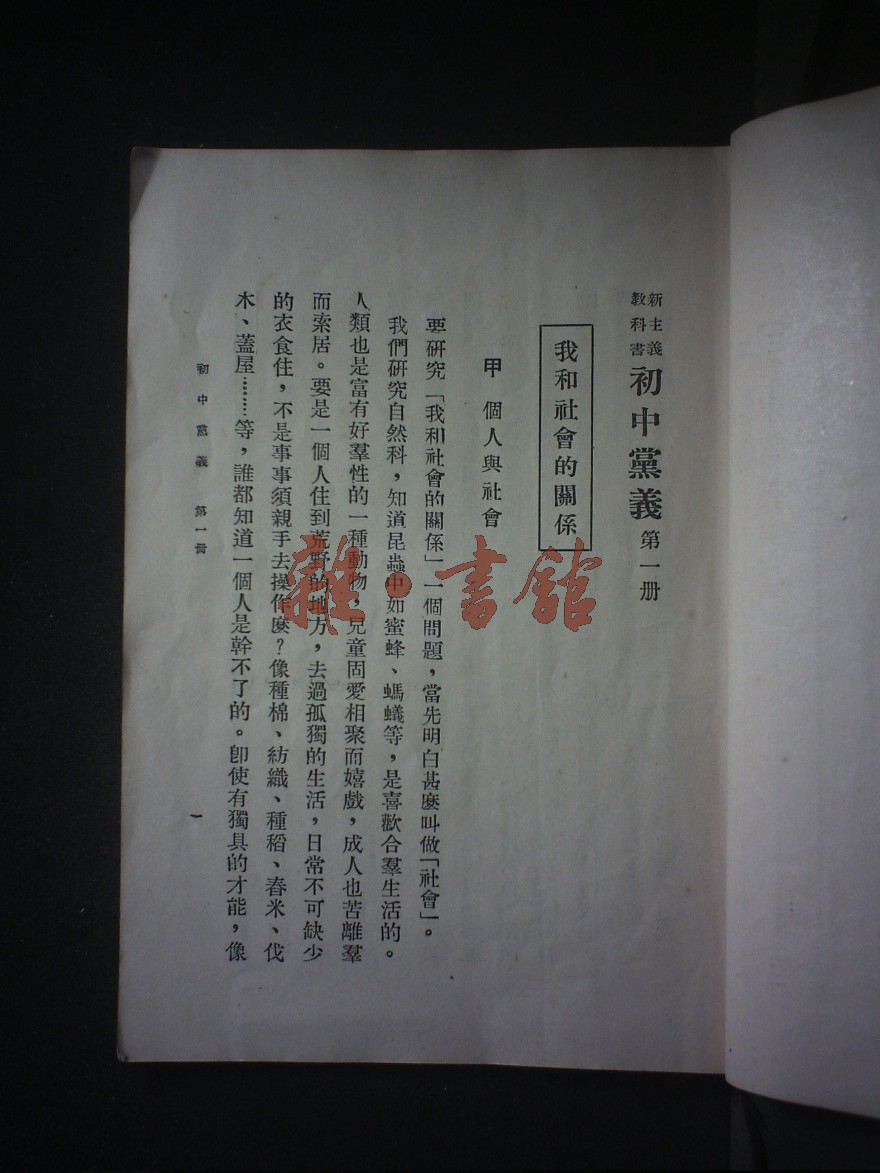 新主義教科書 初中黨義 第一册
我和社會的關係
甲 個人與社會
要研究「我和社會的關係」一個問題，當先明白甚麽叫做「社會」。
我們研究自然科，知道昆蟲中如蜜蜂、螞蟻等，是喜歡合羣生活的。
人類也是富有好羣性的一種動物，兒童固愛相聚而嬉戲，成人也苦離羣
而索居。要是一個人住到荒野的地方，去過孤獨的生活，日常不可缺少
的衣食住，不是事事須親手去操作麽？像種棉、紡織、種稻、舂米、伐
木、蓋屋………等，誰都知道一個人是幹不了的。卽使有獨具的才能，像
初中黨義 第一册
一
雜·書館